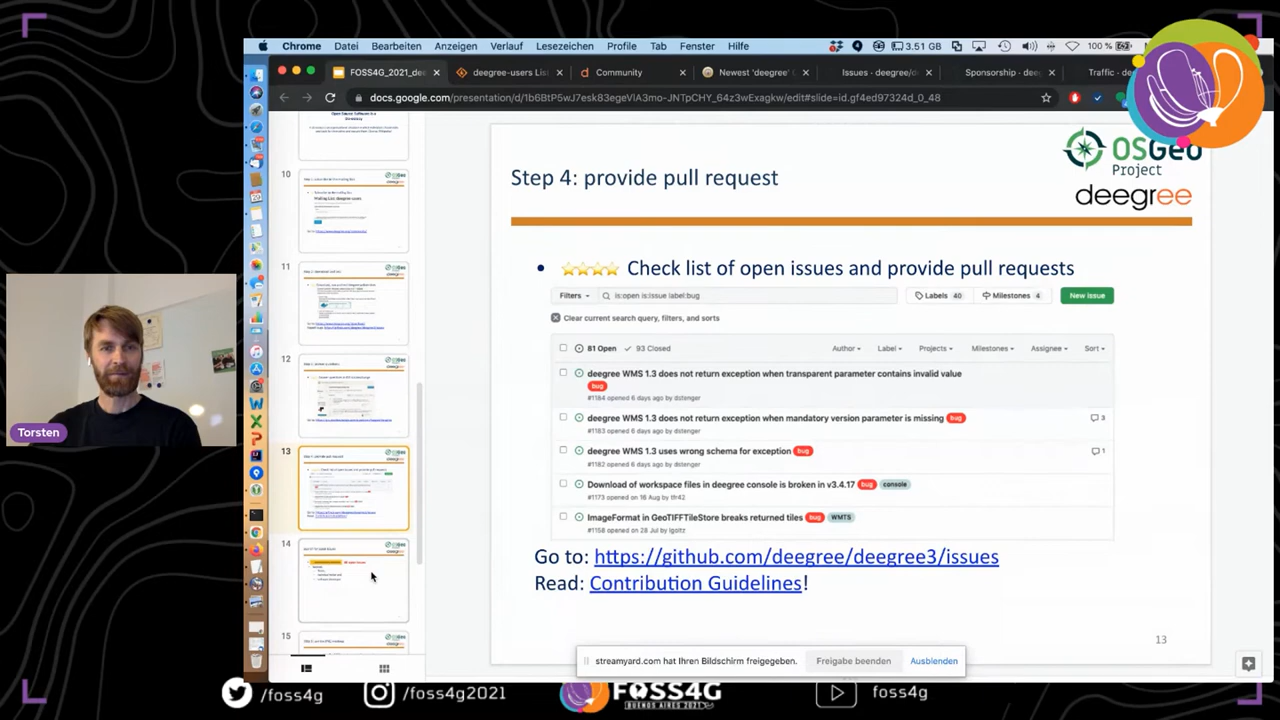 Chrome Datei Bearbeiten Anzeigen Verlauf Lesezeichen Profile Tab Fenster Hilfe 3.51 GB 100 %
FOSS4G_2021_dee deegree-users List Community Newest 'deegree' Issues · deegree/d Sponsorship · dee Traffic · dee
docs.google.com/presentation/d/1b6BtP5wJ7esk83egeVlA3mo-JNTpCHY_64z3wExagkw/edit#slide=id.gf4ed97324d_0_48
OSGeo
Project
deegree
Step 4: provide pull request
• Check list of open issues and provide pull requests
Filters is:open is:issue label:bug Labels 40 Milestones 4 New issue
Clear current search query, filters, and sorts
81 Open 93 Closed Author Label Projects Milestones Assignee Sort
deegree WMS 1.3 does not return exception when transparent parameter contains invalid value
bug
#1184 opened 6 days ago by dstenger
deegree WMS 1.3 does not return exception when mandatory version parameter is missing bug 3
#1183 opened 6 days ago by dstenger
deegree WMS 1.3 uses wrong schema for exception bug 1
#1182 opened 6 days ago by dstenger
Download of workspace files in deegree console is broken in v3.4.17 bug console
#1173 opened on 16 Aug by th42
ImageFormat in GeoTIFFTileStore breaks returned tiles bug WMTS
#1158 opened on 28 Jul by lgoltz
Go to: https://github.com/deegree/deegree3/issues
Read: Contribution Guidelines!
13
10
11
12
13
14
15
Torsten
streamyard.com hat Ihren Bildschirm freigegeben. Freigabe beenden Ausblenden
/foss4g /foss4g2021 FOSS4G foss4g
BUENOS AIRES 2021